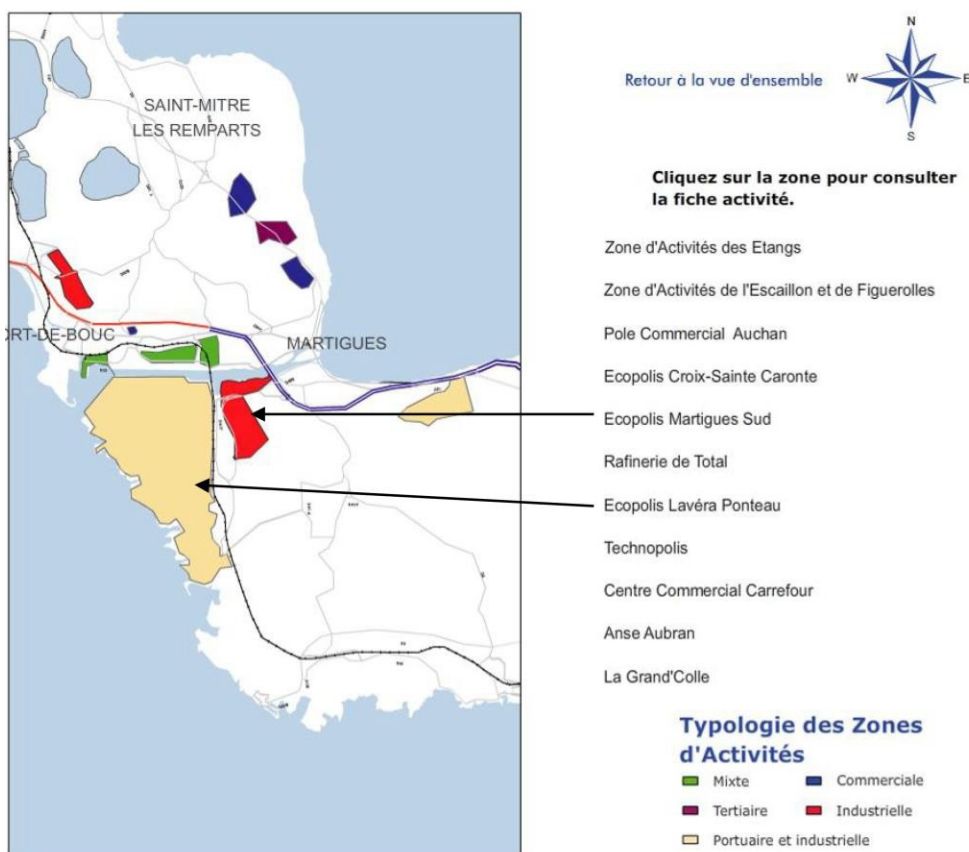 SAINT-MITRE
LES REMPARTS
ORT-DE-BOUC
MARTIGUES
N
W
E
S
Retour à la vue d'ensemble
Cliquez sur la zone pour consulter
la fiche activité.
Zone d'Activités des Etangs
Zone d'Activités de l'Escaillon et de Figuerolles
Pole Commercial Auchan
Ecopolis Croix-Sainte Caronte
Ecopolis Martigues Sud
Rafinerie de Total
Ecopolis Lavéra Ponteau
Technopolis
Centre Commercial Carrefour
Anse Aubran
La Grand'Colle
Typologie des Zones
d'Activités
Mixte
Commerciale
Tertiaire
Industrielle
Portuaire et industrielle